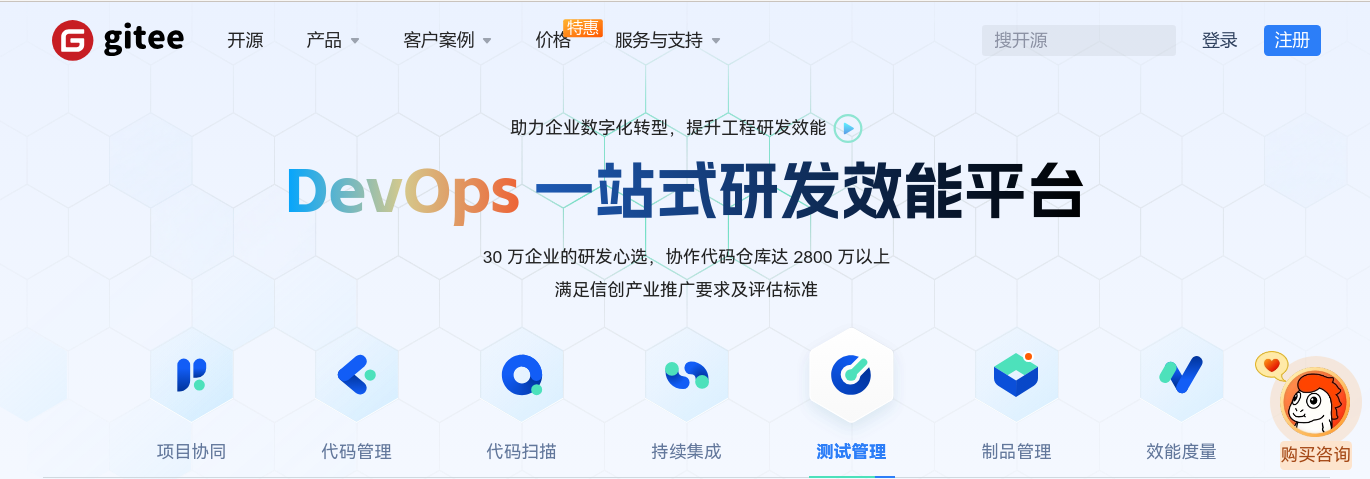 gitee 开源 产品 客户案例 价格 特惠 服务与支持 搜开源 登录 注册
助力企业数字化转型，提升工程研发效能
DevOps 一站式研发效能平台
30 万企业的研发心选，协作代码仓库达 2800 万以上
满足信创产业推广要求及评估标准
项目协同 代码管理 代码扫描 持续集成 测试管理 制品管理 效能度量
购买咨询